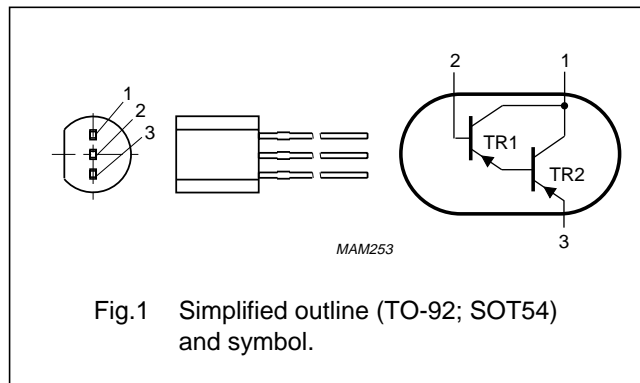 1
2
3
2
1
TR1
TR2
3
MAM253
Fig.1 Simplified outline (TO-92; SOT54)
and symbol.